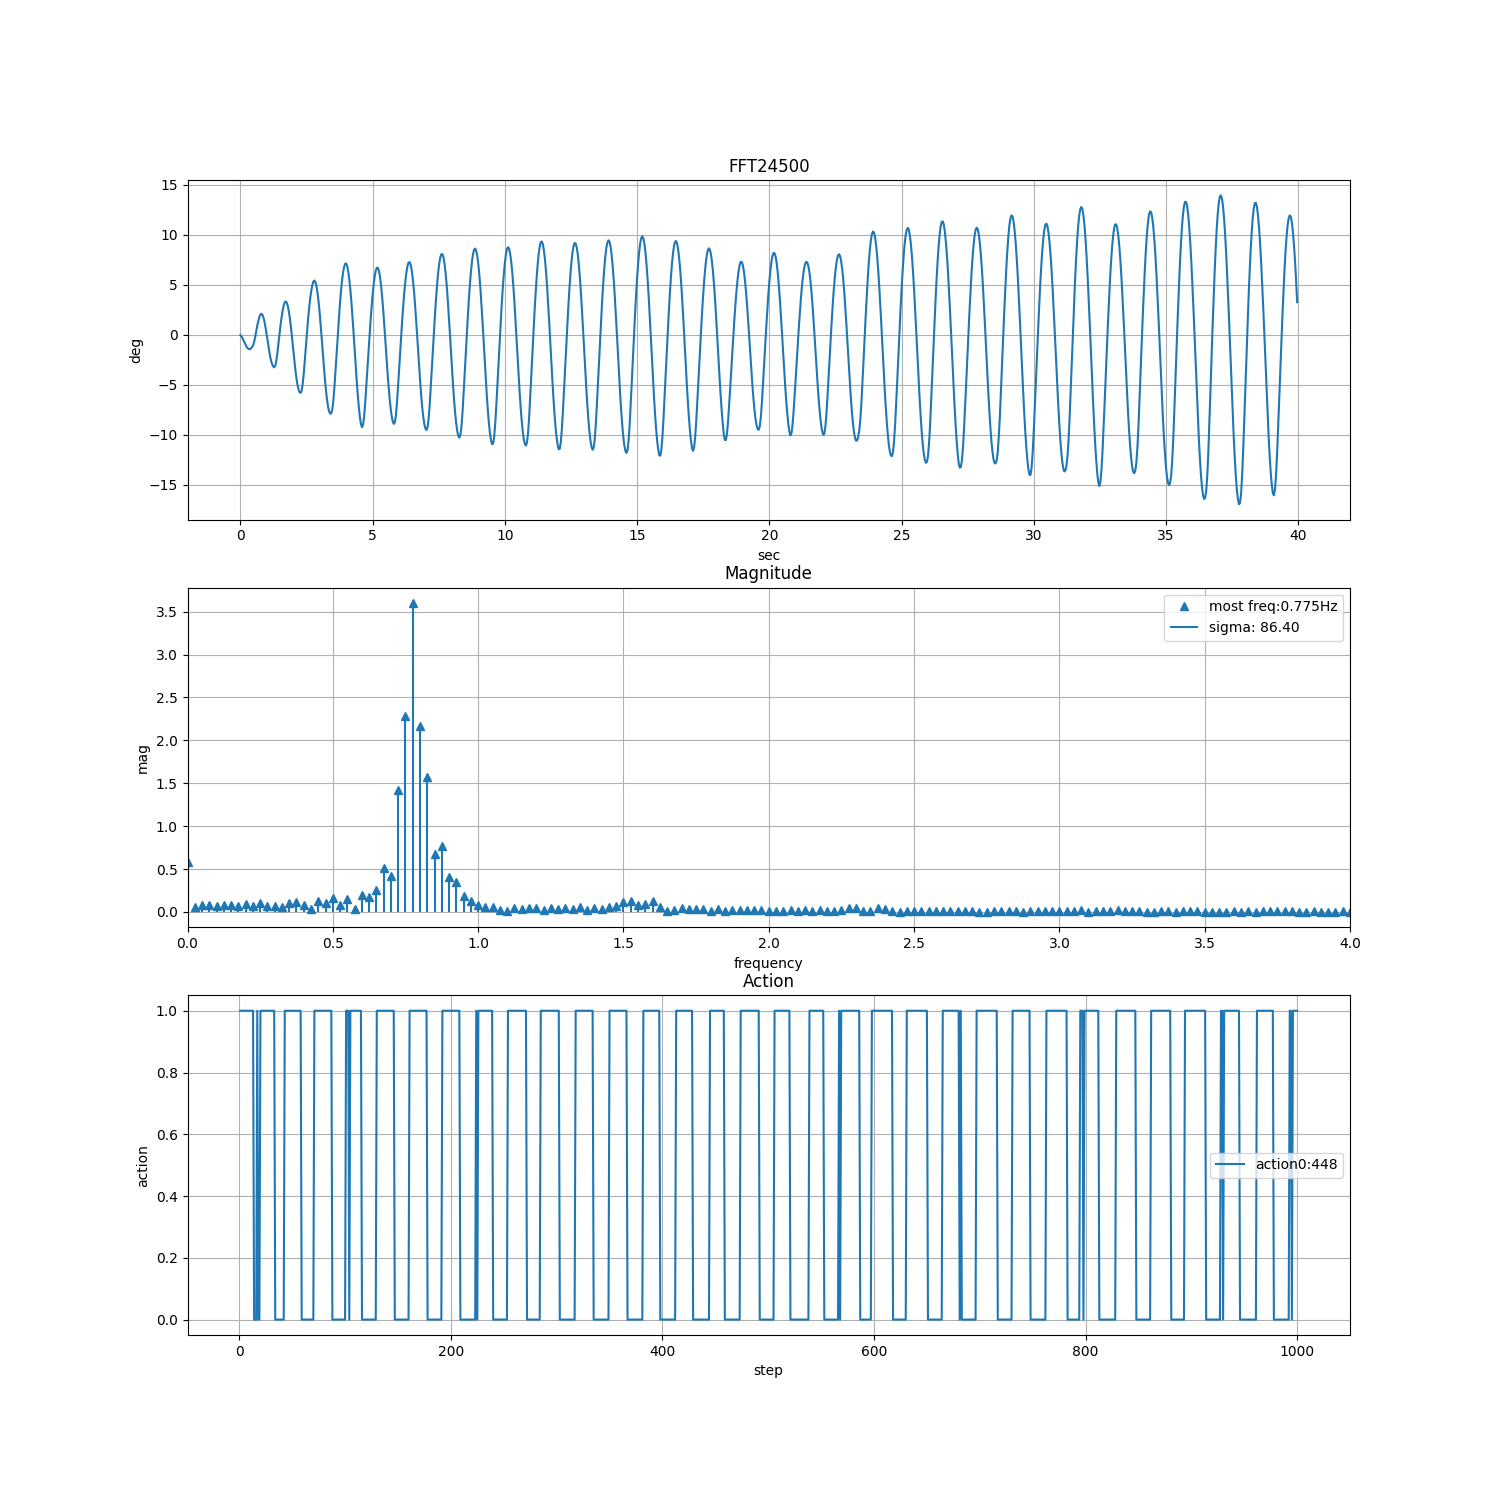 FFT24500
15
10
5
0
−5
−10
−15
deg
0 5 10 15 20 25 30 35 40
sec
Magnitude
3.5
3.0
2.5
2.0
1.5
1.0
0.5
0.0
mag
most freq:0.775Hz
sigma: 86.40
0.0 0.5 1.0 1.5 2.0 2.5 3.0 3.5 4.0
frequency
Action
1.0
0.8
0.6
0.4
0.2
0.0
action
action0:448
0 200 400 600 800 1000
step